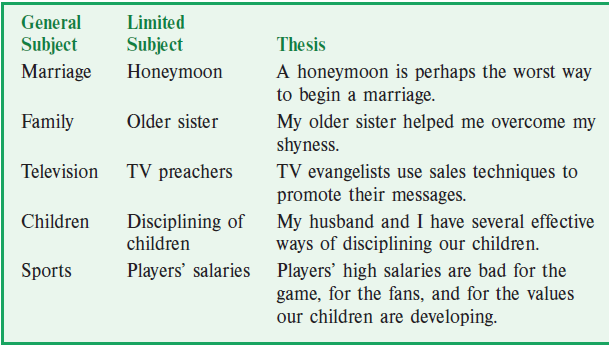 General Limited
Subject Subject Thesis
Marriage Honeymoon A honeymoon is perhaps the worst way
to begin a marriage.
Family Older sister My older sister helped me overcome my
shyness.
Television TV preachers TV evangelists use sales techniques to
promote their messages.
Children Disciplining of My husband and I have several effective
children ways of disciplining our children.
Sports Players’ salaries Players’ high salaries are bad for the
game, for the fans, and for the values
our children are developing.